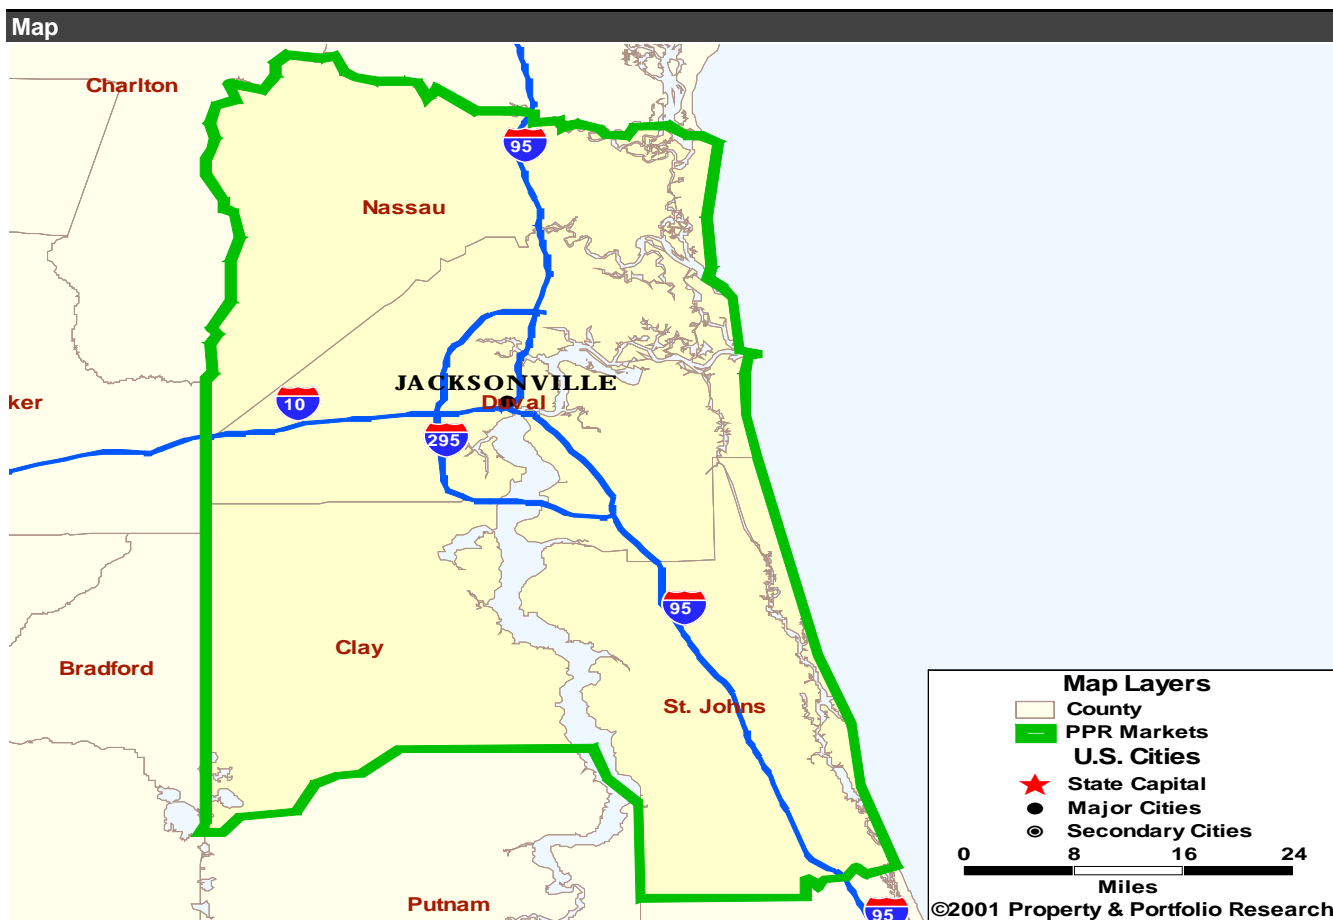 Map
Charlton
95
Nassau
JACKSONVILLE
ker
10
Duval
295
95
Clay
Bradford
St. Johns
Putnam
95
Map Layers
County
PPR Markets
U.S. Cities
State Capital
Major Cities
Secondary Cities
0 8 16 24
Miles
©2001 Property & Portfolio Research